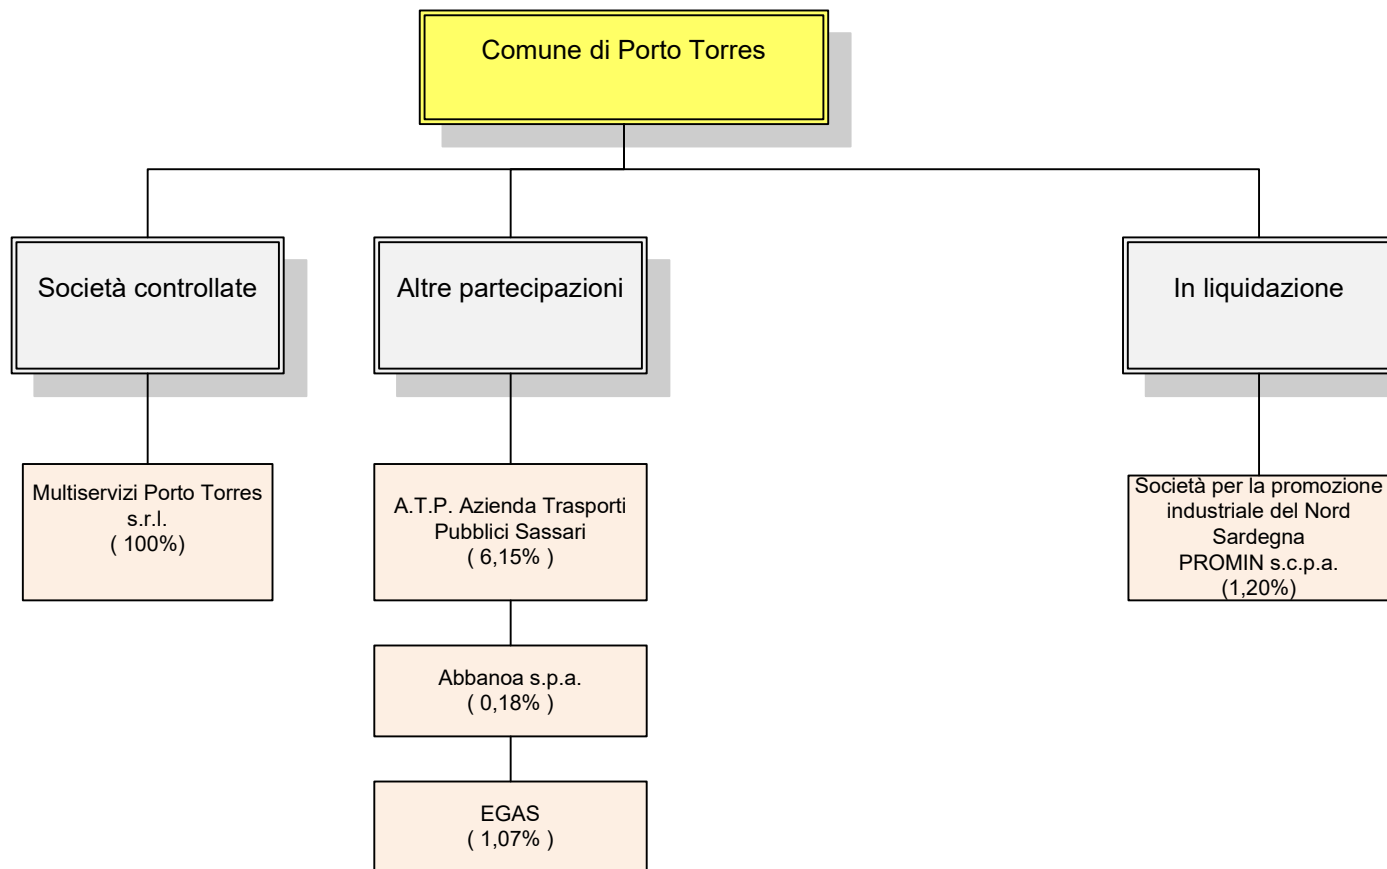 Comune di Porto Torres
Società controllate
Altre partecipazioni
In liquidazione
Multiservizi Porto Torres
s.r.l.
( 100%)
A.T.P. Azienda Trasporti
Pubblici Sassari
( 6,15% )
Abbanoa s.p.a.
( 0,18% )
EGAS
( 1,07% )
Società per la promozione
industriale del Nord
Sardegna
PROMIN s.c.p.a.
(1,20%)